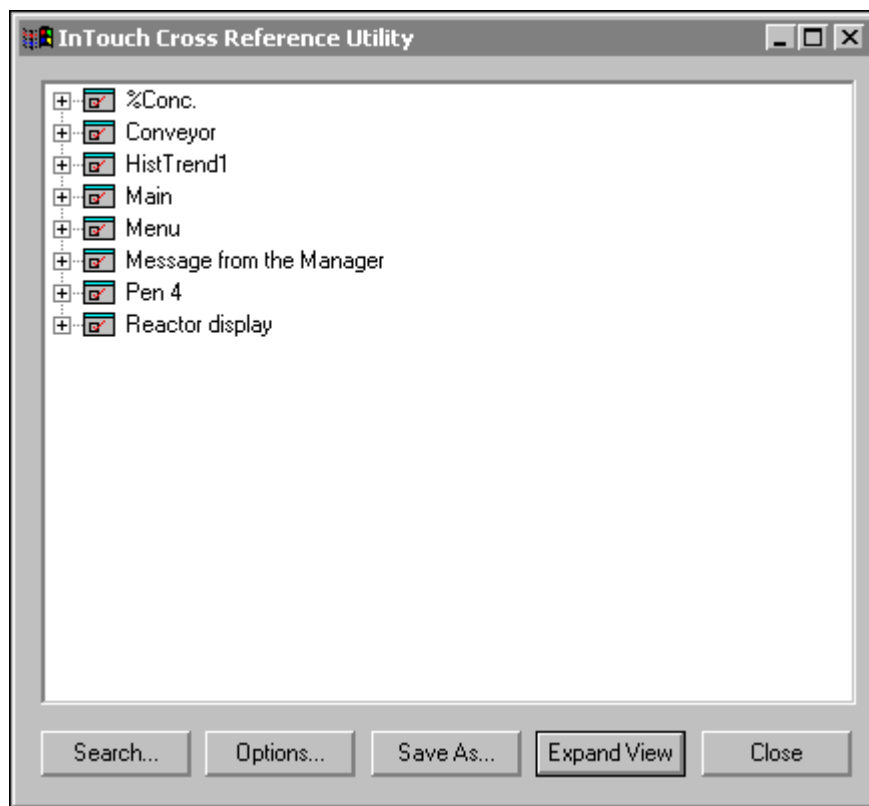 InTouch Cross Reference Utility
%Conc.
Conveyor
HistTrend1
Main
Menu
Message from the Manager
Pen 4
Reactor display
Search... Options... Save As... Expand View Close